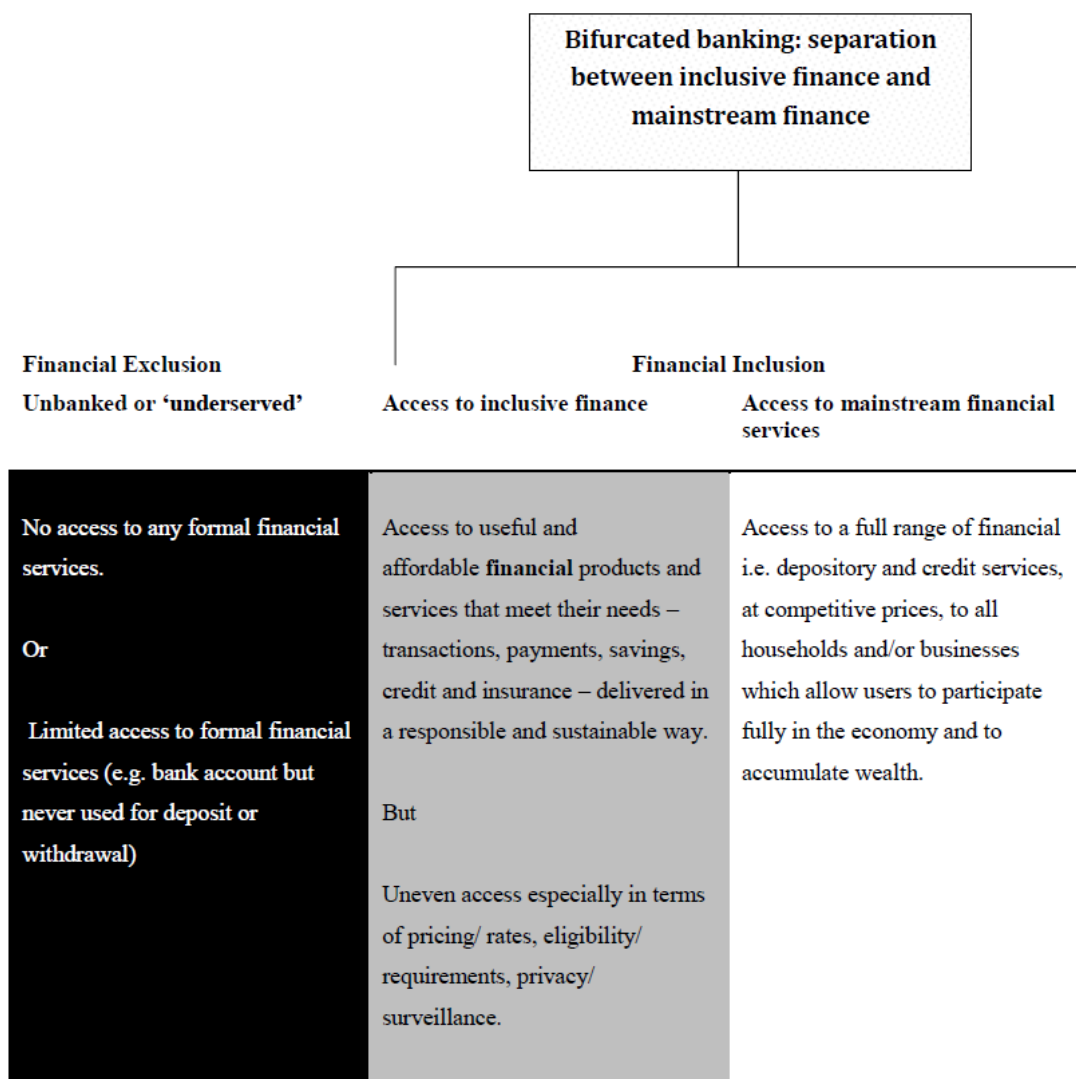 Bifurcated banking: separation
between inclusive finance and
mainstream finance
Financial Exclusion
Financial Inclusion
Unbanked or ‘underserved’
Access to inclusive finance
Access to mainstream financial
services
No access to any formal financial
services.
Or
Limited access to formal financial
services (e.g. bank account but
never used for deposit or
withdrawal)
Access to useful and
affordable financial products and
services that meet their needs –
transactions, payments, savings,
credit and insurance – delivered in
a responsible and sustainable way.
But
Uneven access especially in terms
of pricing/ rates, eligibility/
requirements, privacy/
surveillance.
Access to a full range of financial
i.e. depository and credit services,
at competitive prices, to all
households and/or businesses
which allow users to participate
fully in the economy and to
accumulate wealth.